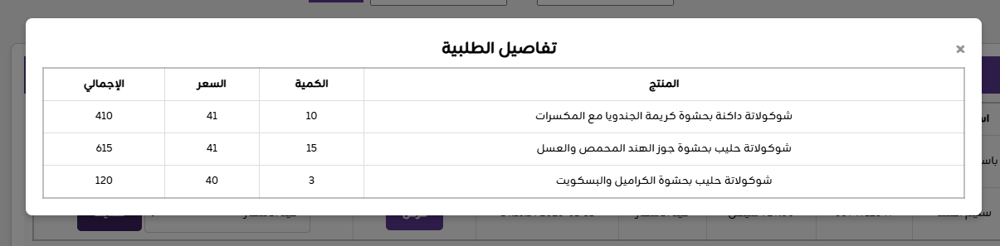 تفاصيل الطلبية
×
المنتج الكمية السعر الإجمالي
شوكولاتة داكنة بحشوة كريمة الجندويا مع المكسرات 10 41 410
شوكولاتة حليب بحشوة جوز الهند المحمص والعسل 15 41 615
شوكولاتة حليب بحشوة الكراميل والبسكويت 3 40 120